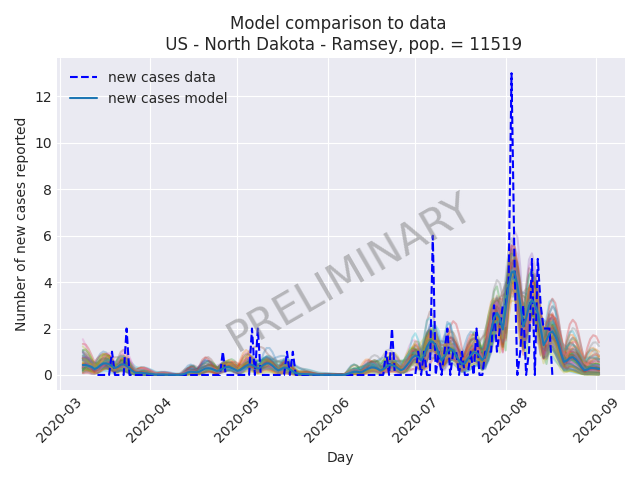 Model comparison to data
US - North Dakota - Ramsey, pop. = 11519
new cases data
new cases model
PRELIMINARY
Number of new cases reported
12
10
8
6
4
2
0
2020-03
2020-04
2020-05
2020-06
2020-07
2020-08
2020-09
Day